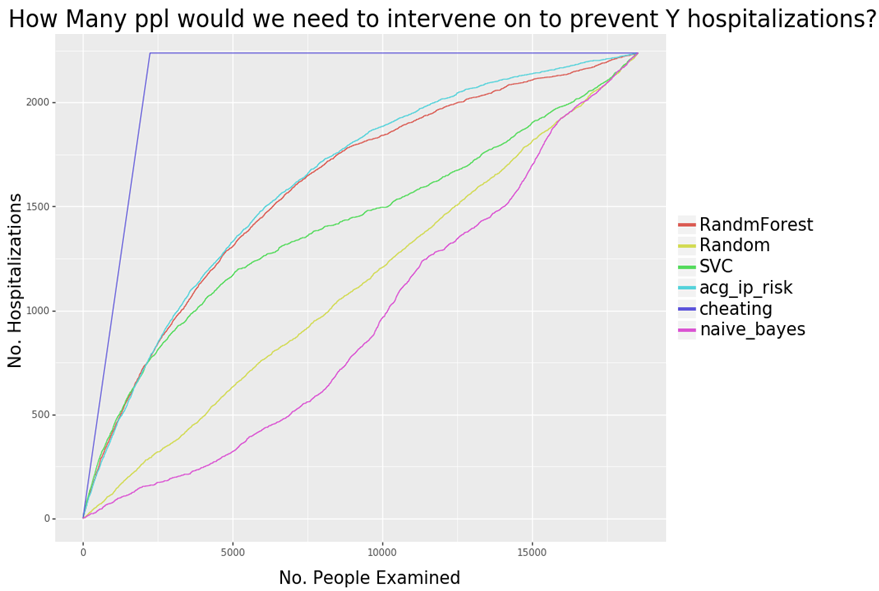 How Many ppl would we need to intervene on to prevent Y hospitalizations?
No. Hospitalizations
2000
1500
1000
500
0
0 5000 10000 15000
No. People Examined
RandmForest
Random
SVC
acg_ip_risk
cheating
naive_bayes